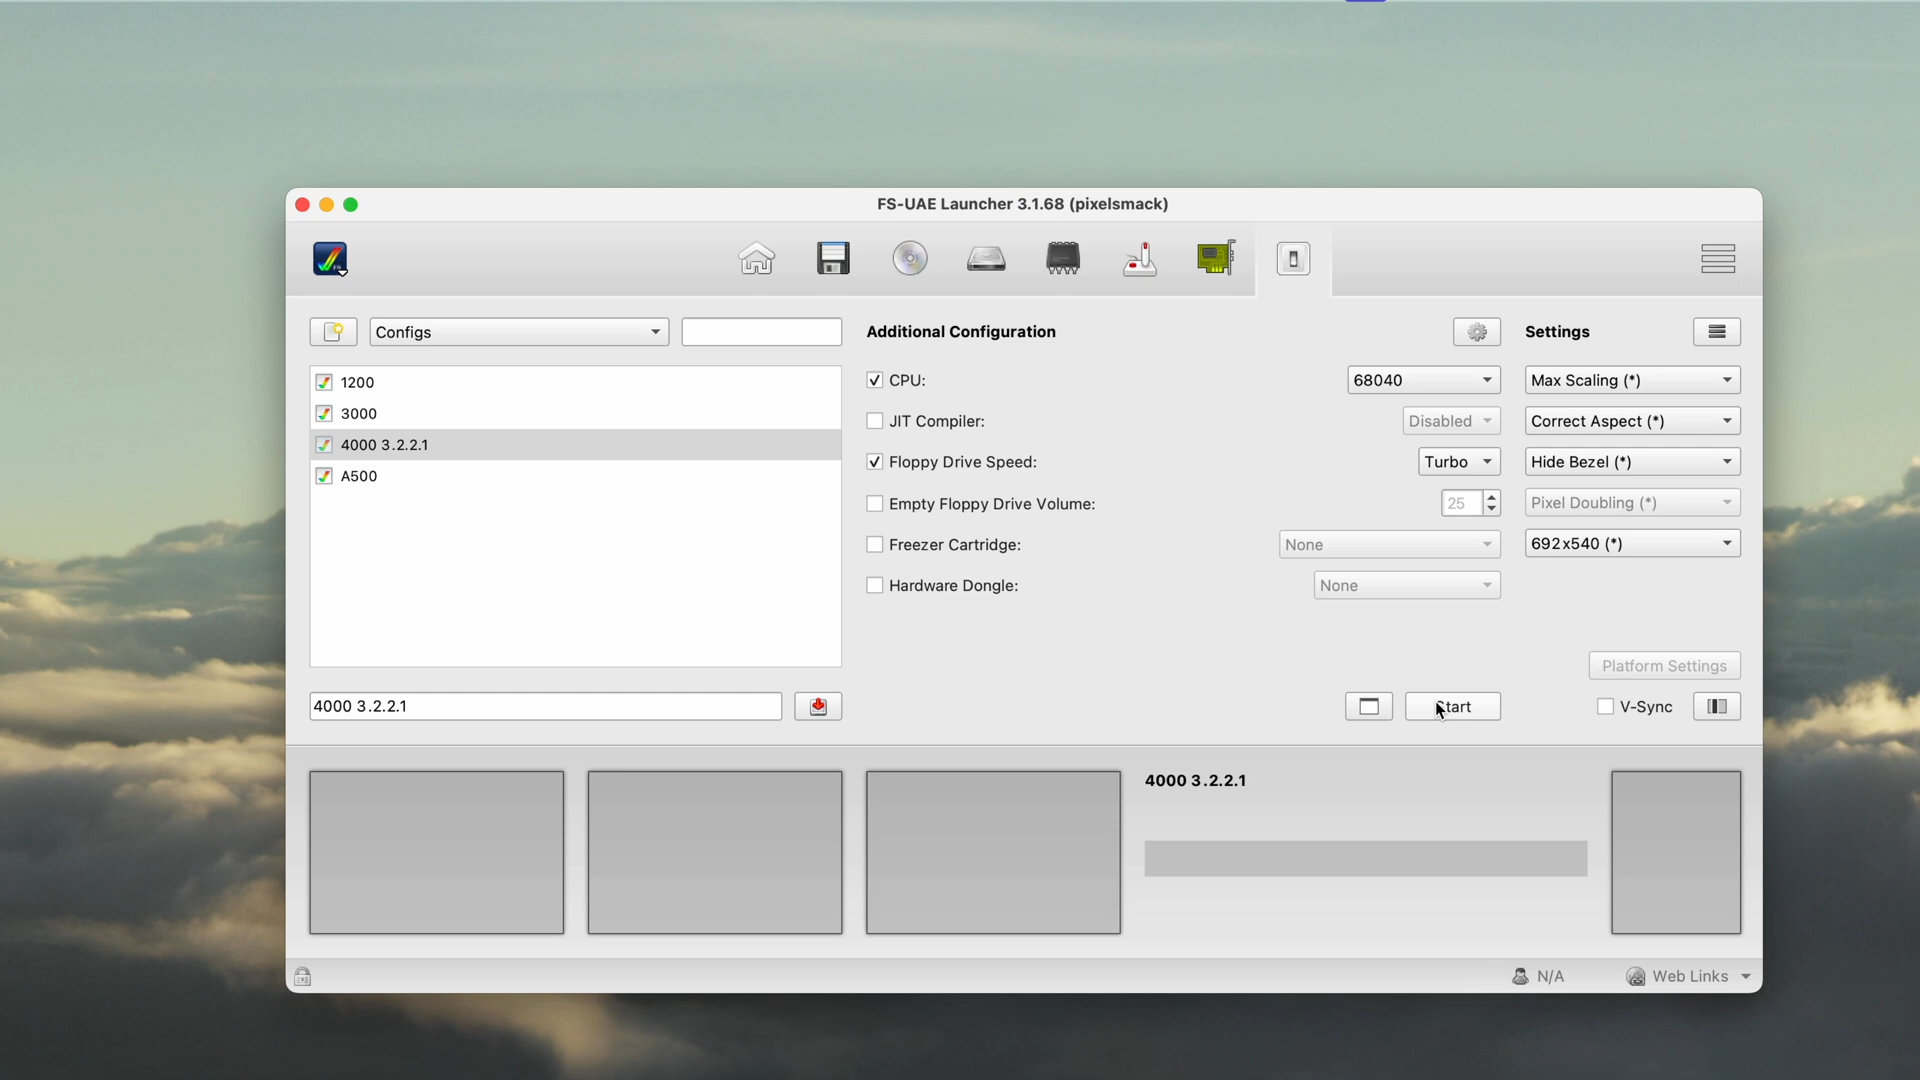 FS-UAE Launcher 3.1.68 (pixelsmack)
Configs
Additional Configuration
Settings
1200
3000
4000 3.2.2.1
A500
CPU:
68040
Max Scaling (*)
JIT Compiler:
Disabled
Correct Aspect (*)
Floppy Drive Speed:
Turbo
Hide Bezel (*)
Empty Floppy Drive Volume:
25
Pixel Doubling (*)
Freezer Cartridge:
None
692x540 (*)
Hardware Dongle:
None
Platform Settings
4000 3.2.2.1
Start
V-Sync
4000 3.2.2.1
N/A
Web Links